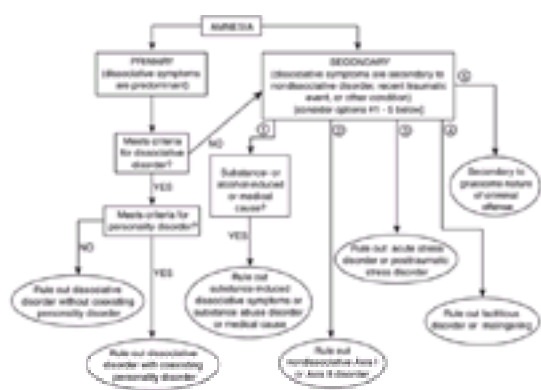 AMNESIA
PRIMARY
(dissociative symptoms
are predominant)
SECONDARY
(dissociative symptoms are secondary to
nondissociative disorder, recent traumatic
event, or other condition)
[consider options #1 - 5 below]
Meets criteria
for dissociative
disorder?
NO
YES
Meets criteria for
personality disorder?
NO
YES
Rule out dissociative
disorder without coexisting
personality disorder
Rule out dissociative
disorder with coexisting
personality disorder
1
Substance- or
alcohol-induced
or medical
cause?
YES
Rule out
substance-induced
dissociative symptoms or
substance abuse disorder
or medical cause
2
Rule out
nondissociative Axis I
or Axis II disorder
3
Rule out acute stress
disorder or posttraumatic
stress disorder
4
Rule out factitious
disorder or malingering
5
Secondary to
gruesome nature
of criminal
offense